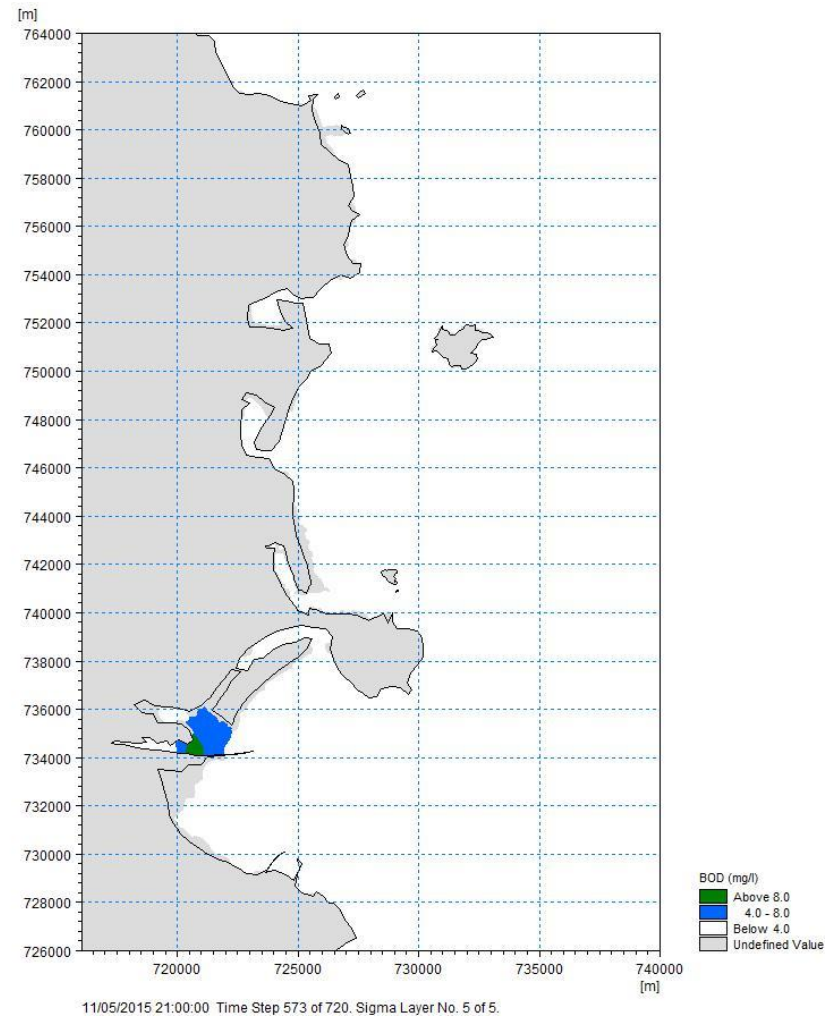 [m]
764000
762000
760000
758000
756000
754000
752000
750000
748000
746000
744000
742000
740000
738000
736000
734000
732000
730000
728000
726000
720000 725000 730000 735000 740000
[m]
BOD (mg/l)
Above 8.0
4.0 - 8.0
Below 4.0
Undefined Value
11/05/2015 21:00:00 Time Step 573 of 720. Sigma Layer No. 5 of 5.